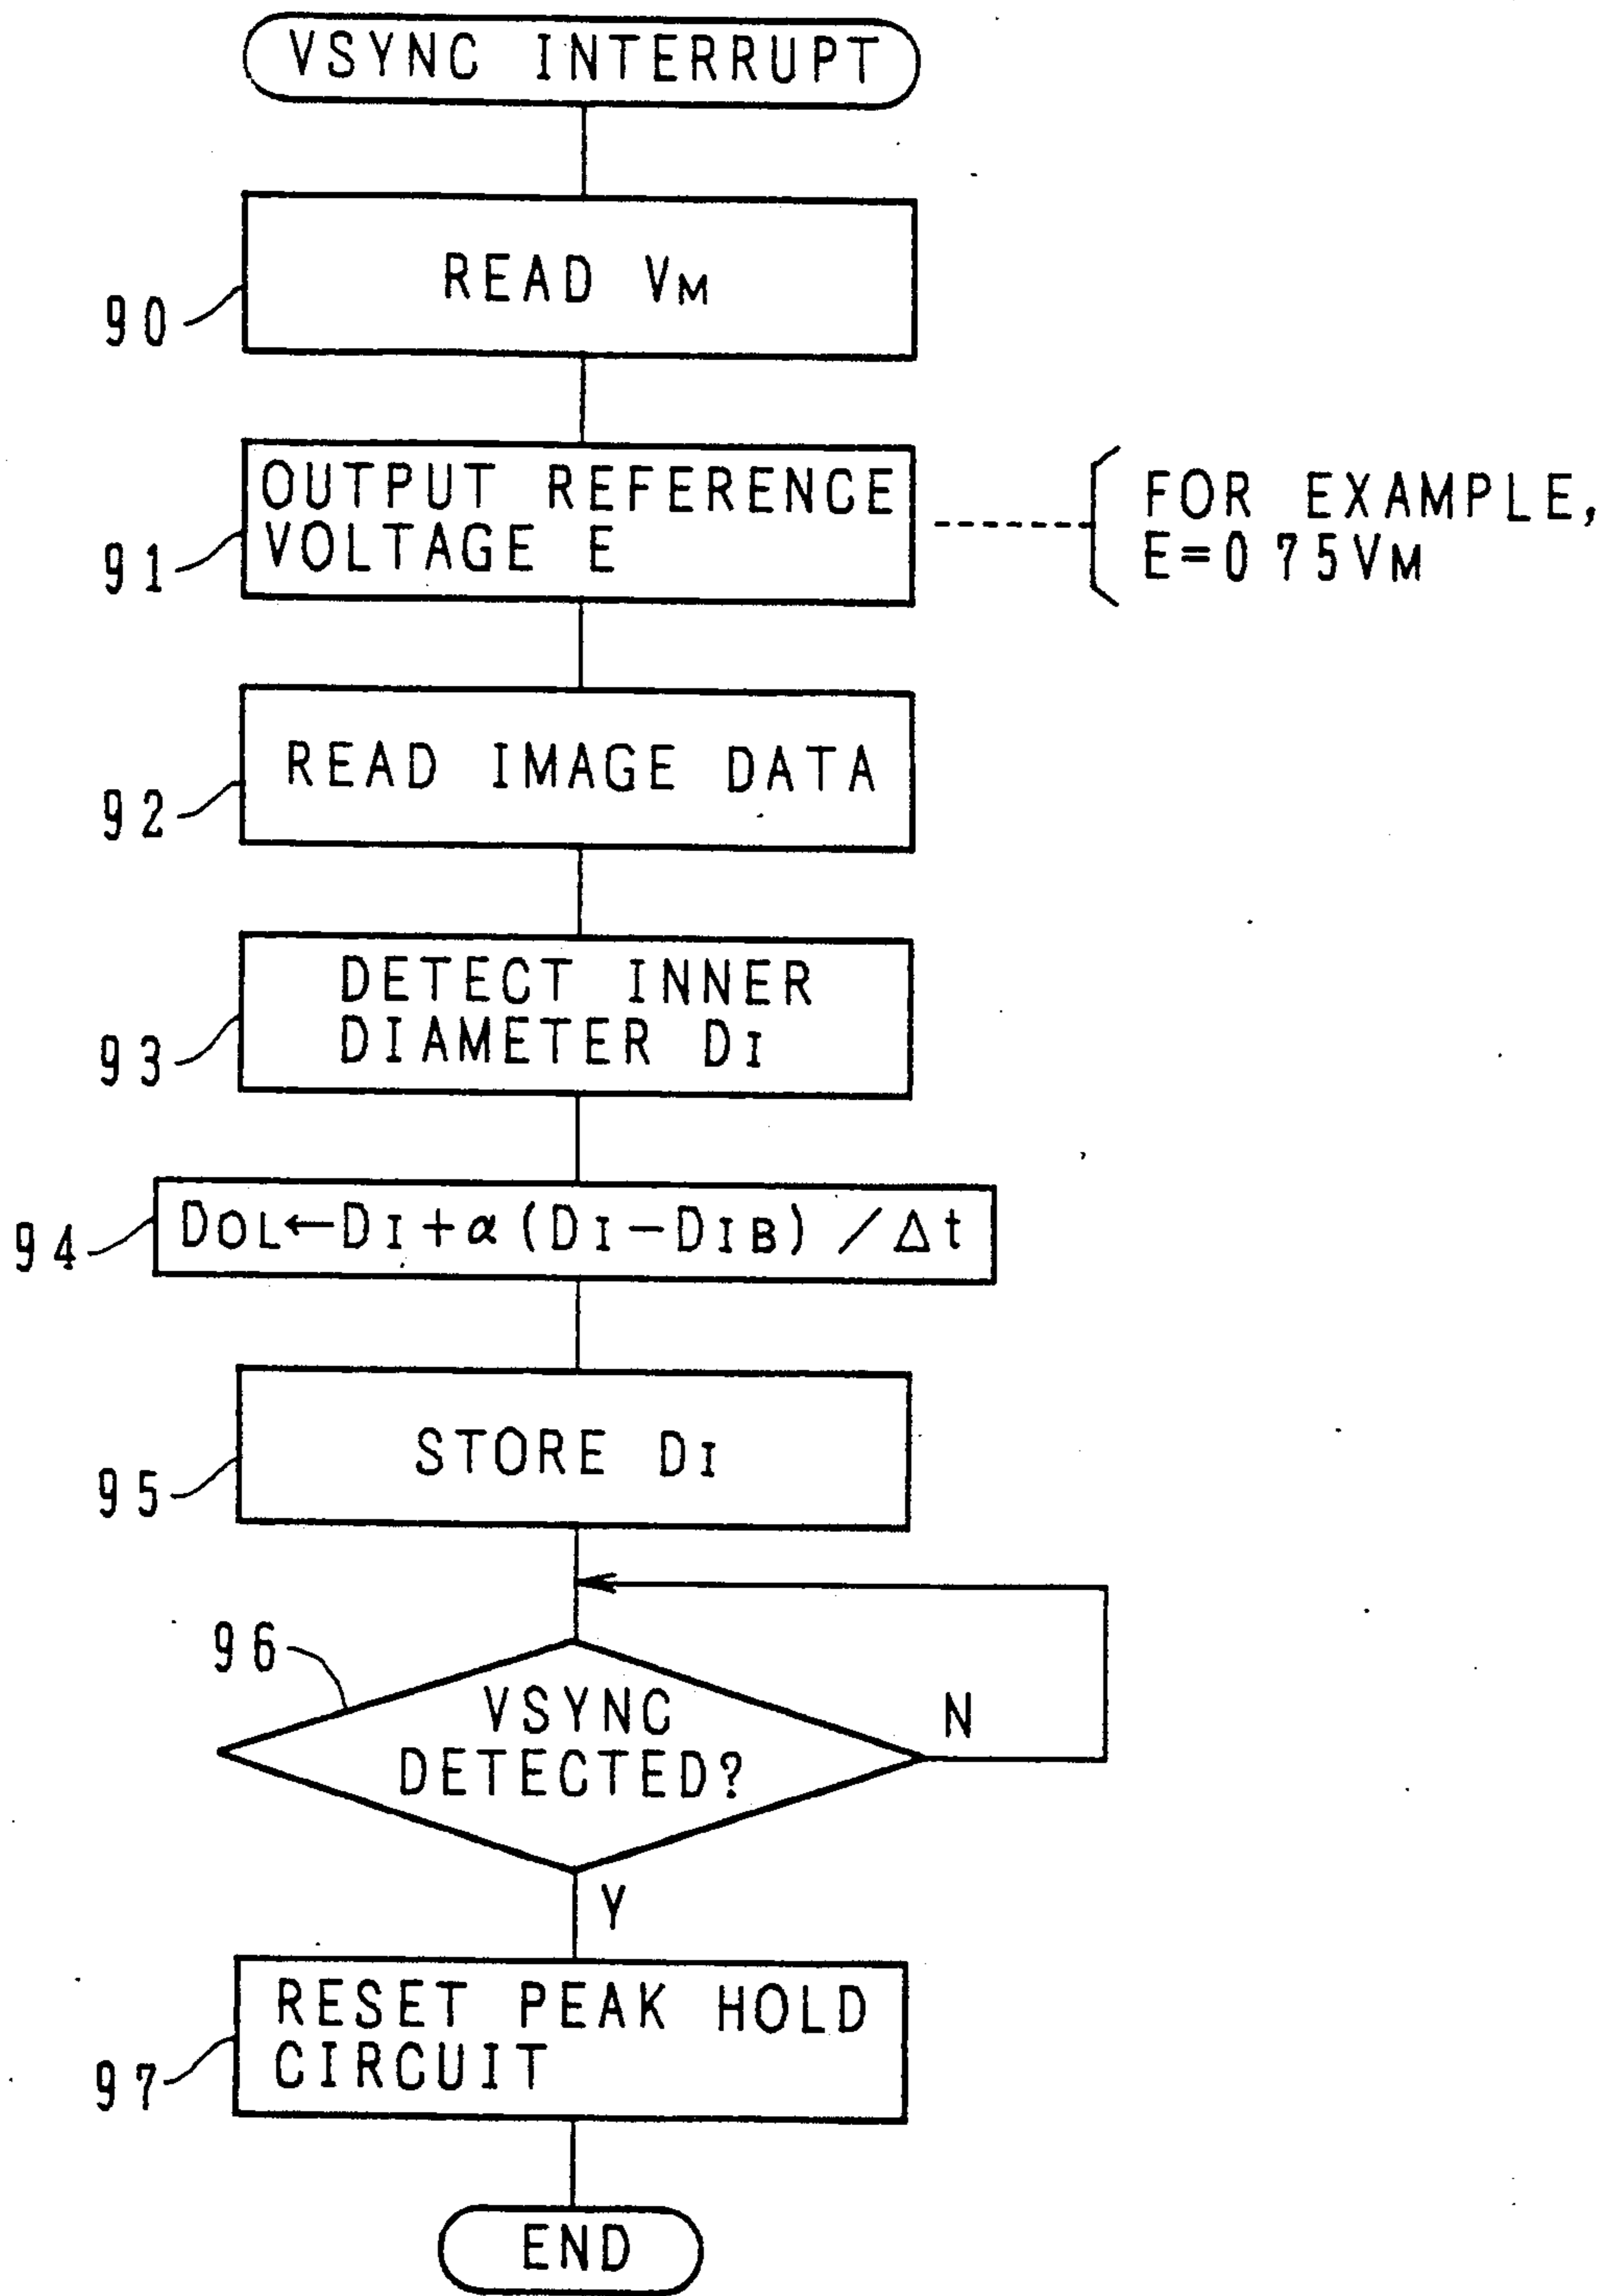 VSYNC INTERRUPT
READ VM
90
OUTPUT REFERENCE
VOLTAGE E
91
FOR EXAMPLE,
E=0 75VM
READ IMAGE DATA
92
DETECT INNER
DIAMETER DI
93
DOL←DI+α(DI−DIB)/Δt
94
STORE DI
95
96
VSYNC
DETECTED?
N
Y
RESET PEAK HOLD
CIRCUIT
97
END